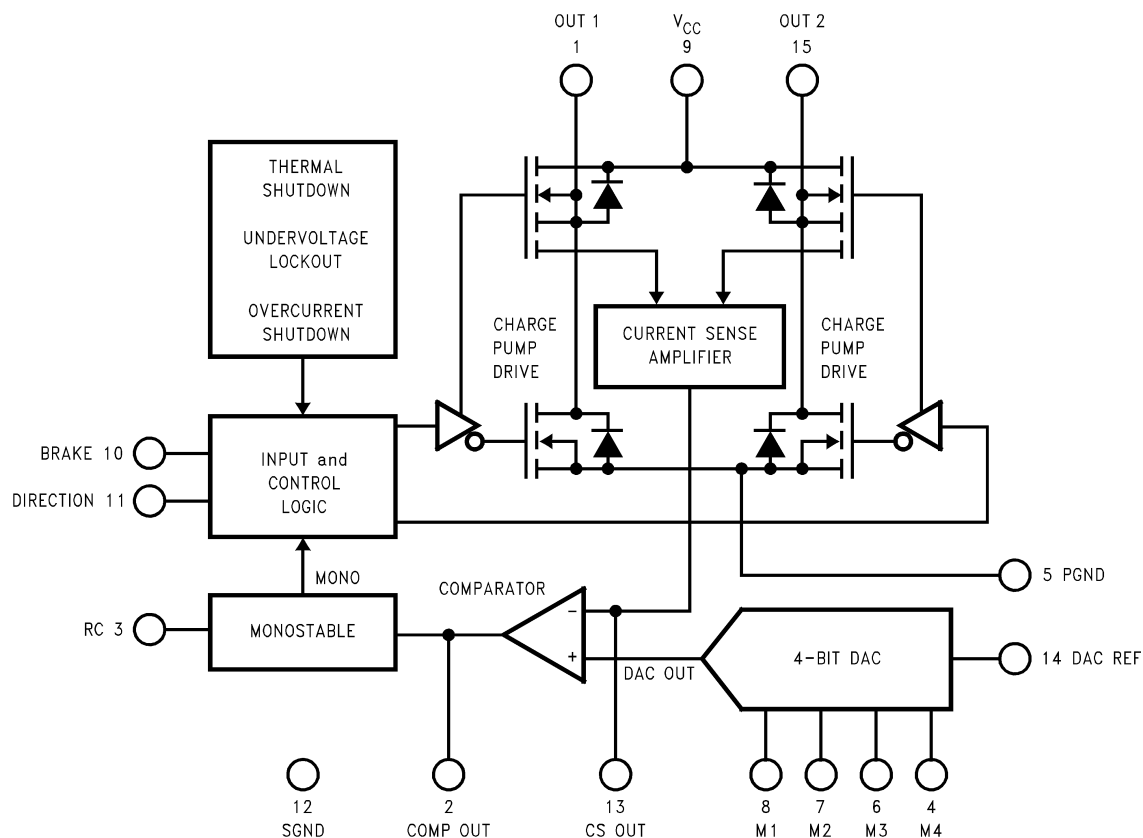 OUT 1
1
VCC
9
OUT 2
15
THERMAL
SHUTDOWN
UNDERVOLTAGE
LOCKOUT
OVERCURRENT
SHUTDOWN
CHARGE
PUMP
DRIVE
CURRENT SENSE
AMPLIFIER
CHARGE
PUMP
DRIVE
BRAKE 10
DIRECTION 11
INPUT and
CONTROL
LOGIC
MONO
COMPARATOR
5 PGND
RC 3
MONOSTABLE
-
+
DAC OUT
4-BIT DAC
14 DAC REF
12
SGND
2
COMP OUT
13
CS OUT
8
M1
7
M2
6
M3
4
M4